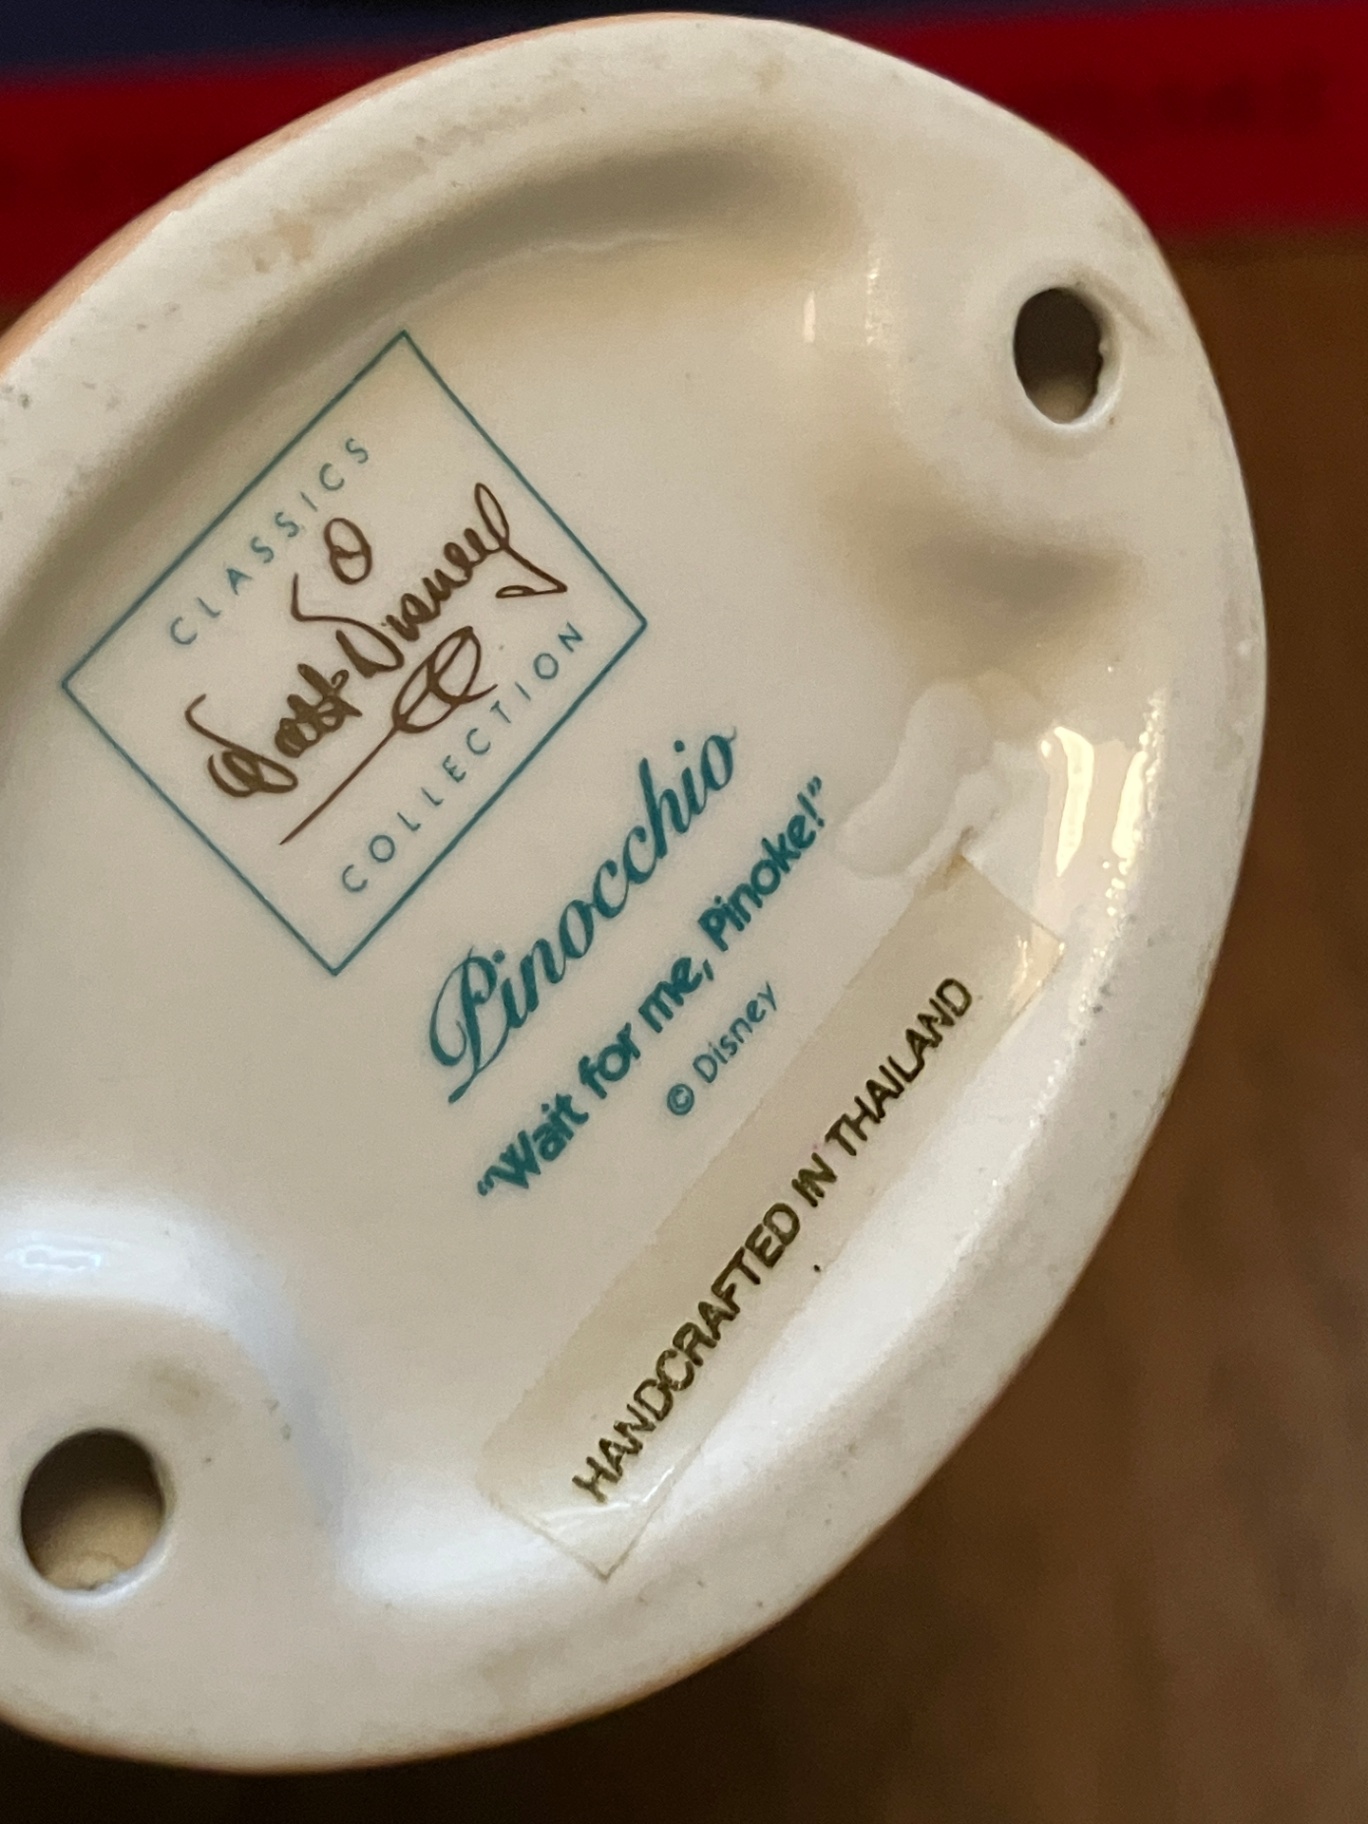 CLASSICS
Walt Disney
COLLECTION
Pinocchio
"Wait for me, Pinoke!"
© Disney
HANDCRAFTED IN THAILAND